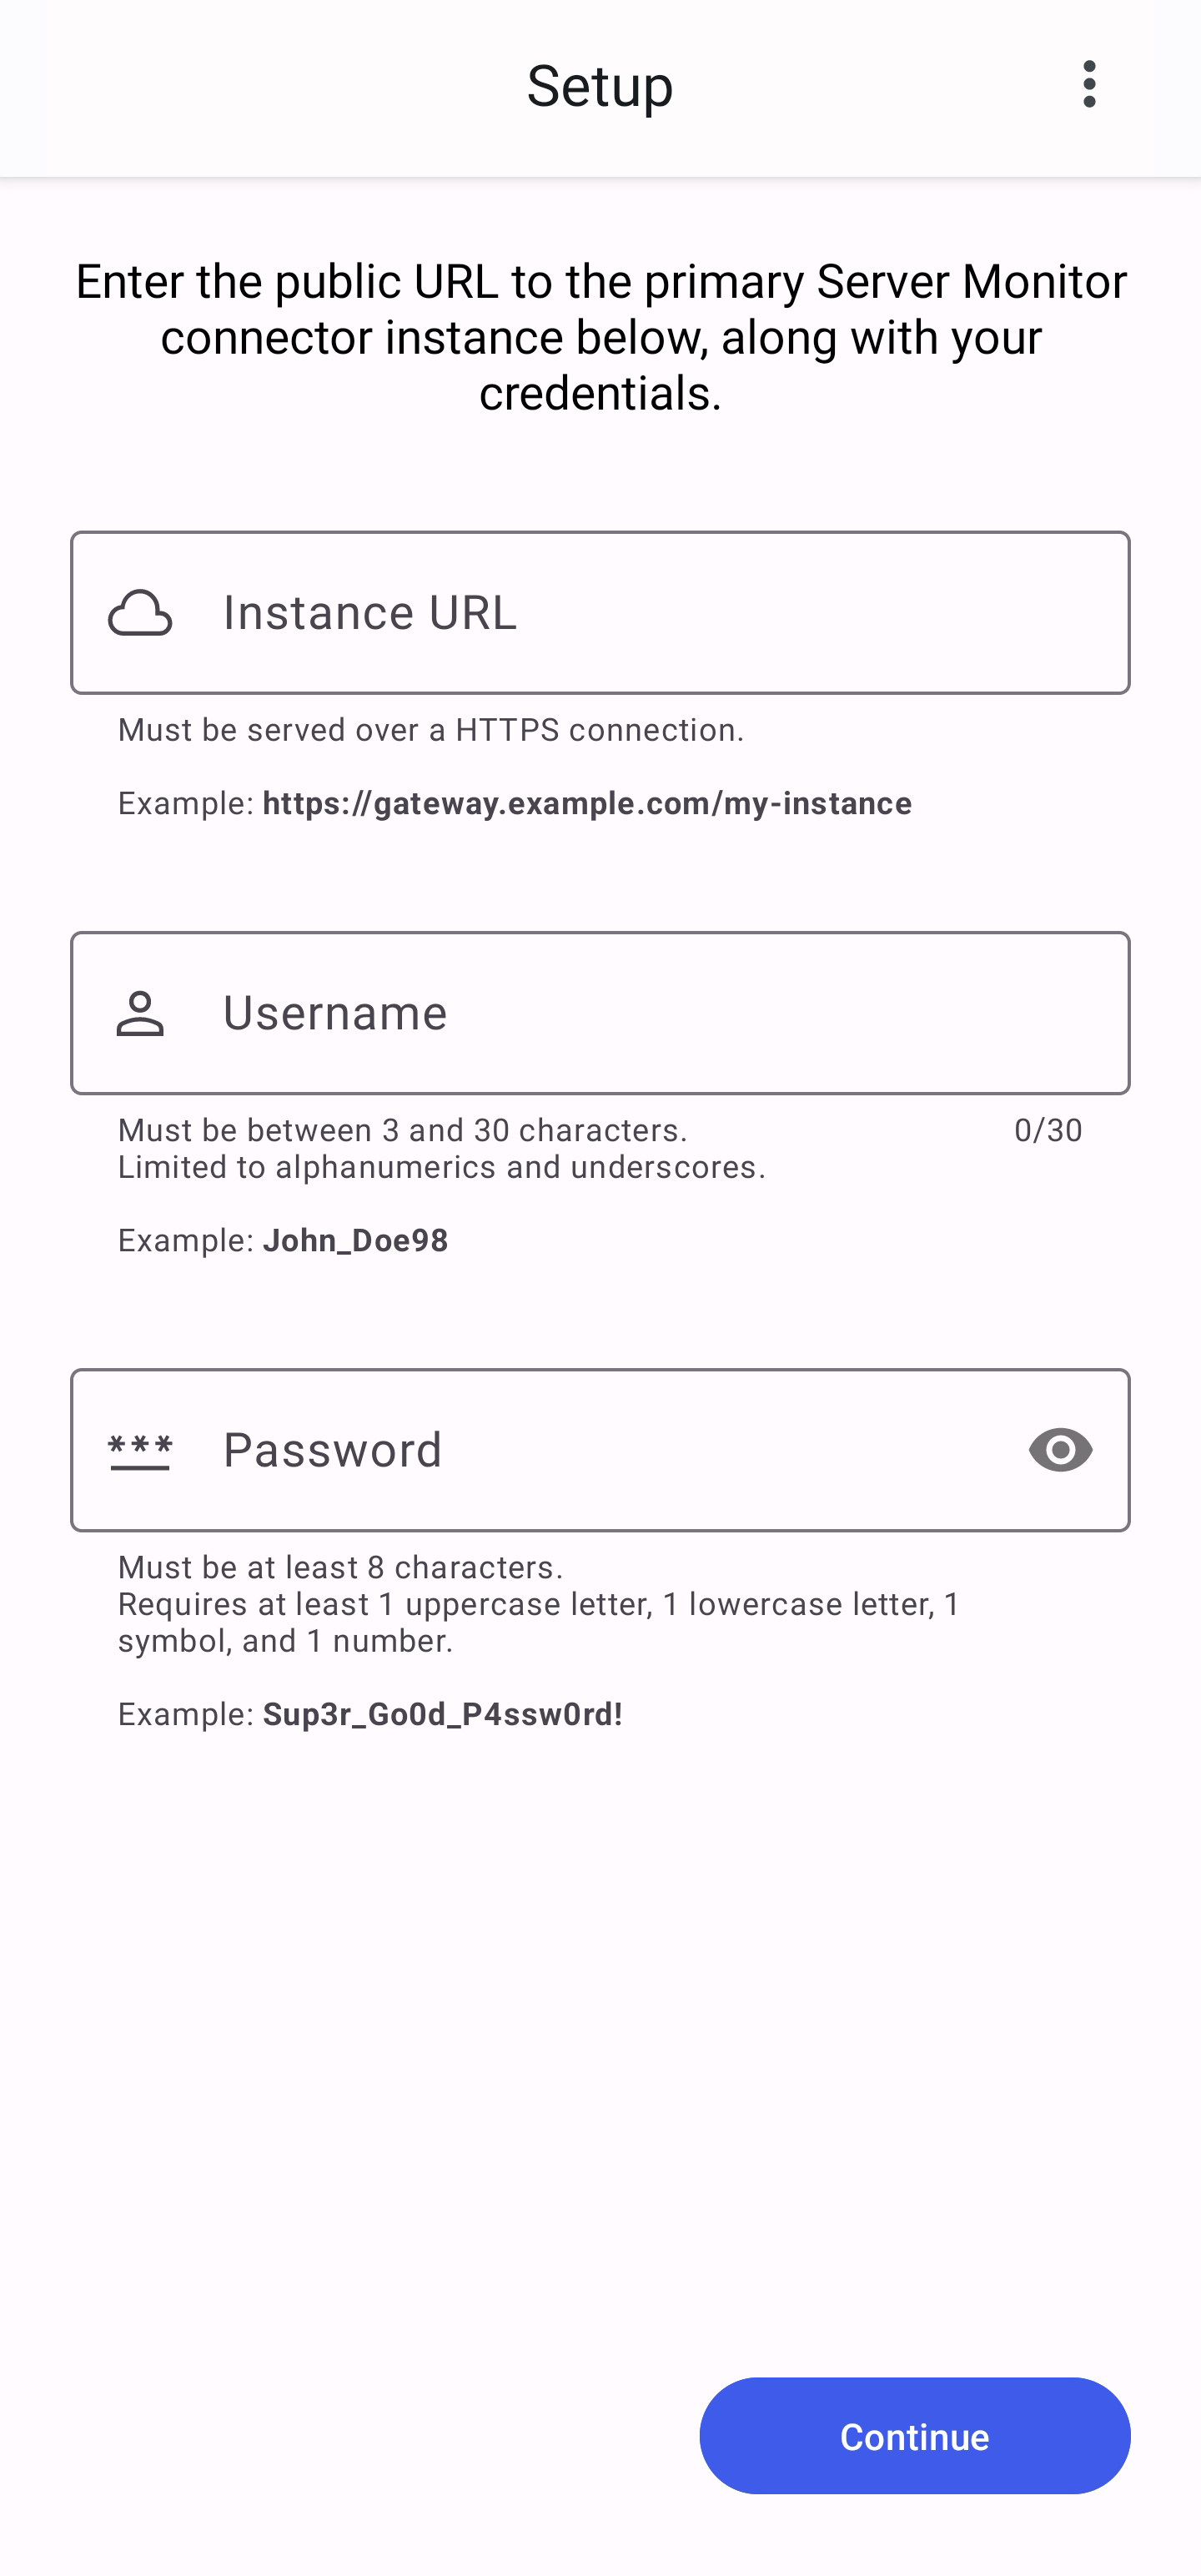 Setup
Enter the public URL to the primary Server Monitor
connector instance below, along with your
credentials.
Instance URL
Must be served over a HTTPS connection.
Example: https://gateway.example.com/my-instance
Username
Must be between 3 and 30 characters. 0/30
Limited to alphanumerics and underscores.
Example: John_Doe98
*** Password
Must be at least 8 characters.
Requires at least 1 uppercase letter, 1 lowercase letter, 1
symbol, and 1 number.
Example: Sup3r_Go0d_P4ssw0rd!
Continue